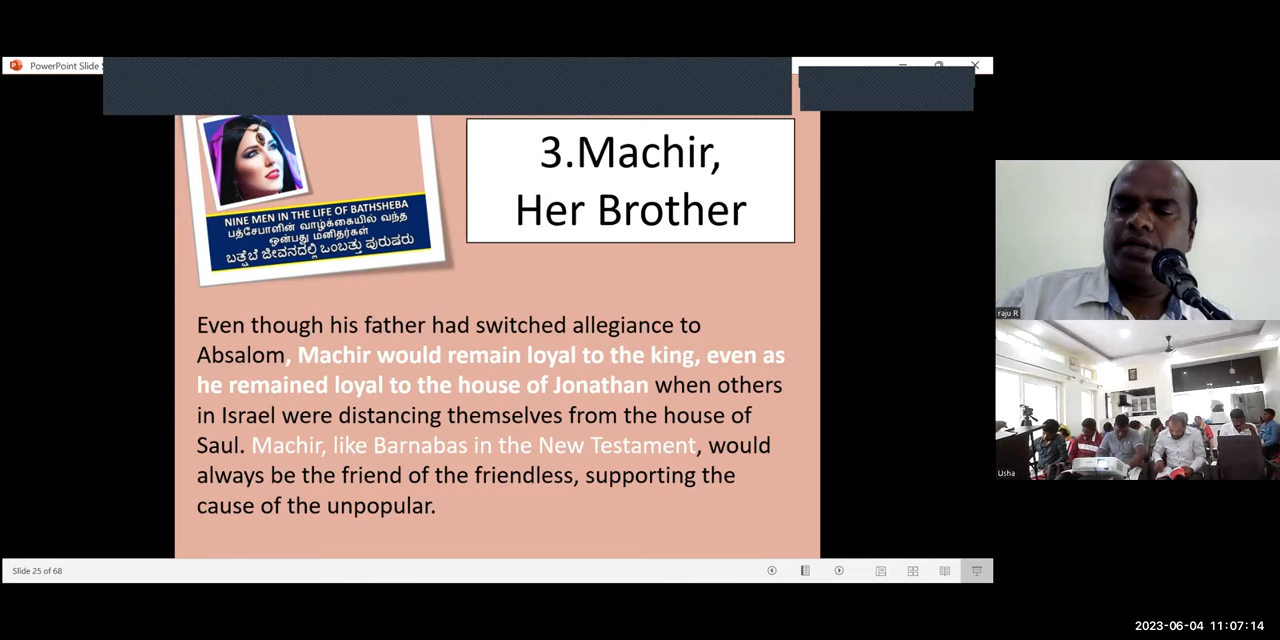 PowerPoint Slide S
3.Machir,
Her Brother
NINE MEN IN THE LIFE OF BATHSHEBA
பத்சேபாளின் வாழ்க்கையில் வந்த
ஒன்பது மனிதர்கள்
ಬತ್ಷೆಬೆ ಜೀವನದಲ್ಲಿ ಒಂಬತ್ತು ಪುರುಷರು
Even though his father had switched allegiance to
Absalom, Machir would remain loyal to the king, even as
he remained loyal to the house of Jonathan when others
in Israel were distancing themselves from the house of
Saul. Machir, like Barnabas in the New Testament, would
always be the friend of the friendless, supporting the
cause of the unpopular.
Slide 25 of 68
raju R
Usha
2023-06-04 11:07:14